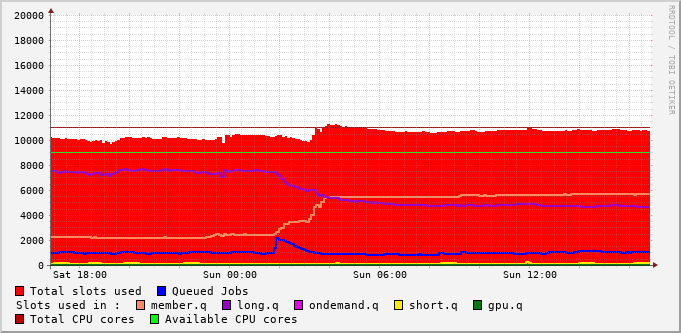 20000
18000
16000
14000
12000
10000
8000
6000
4000
2000
0
Sat 18:00 Sun 00:00 Sun 06:00 Sun 12:00
RRDTOOL / TOBI OETIKER
Total slots used Queued Jobs
Slots used in : member.q long.q ondemand.q short.q gpu.q
Total CPU cores Available CPU cores